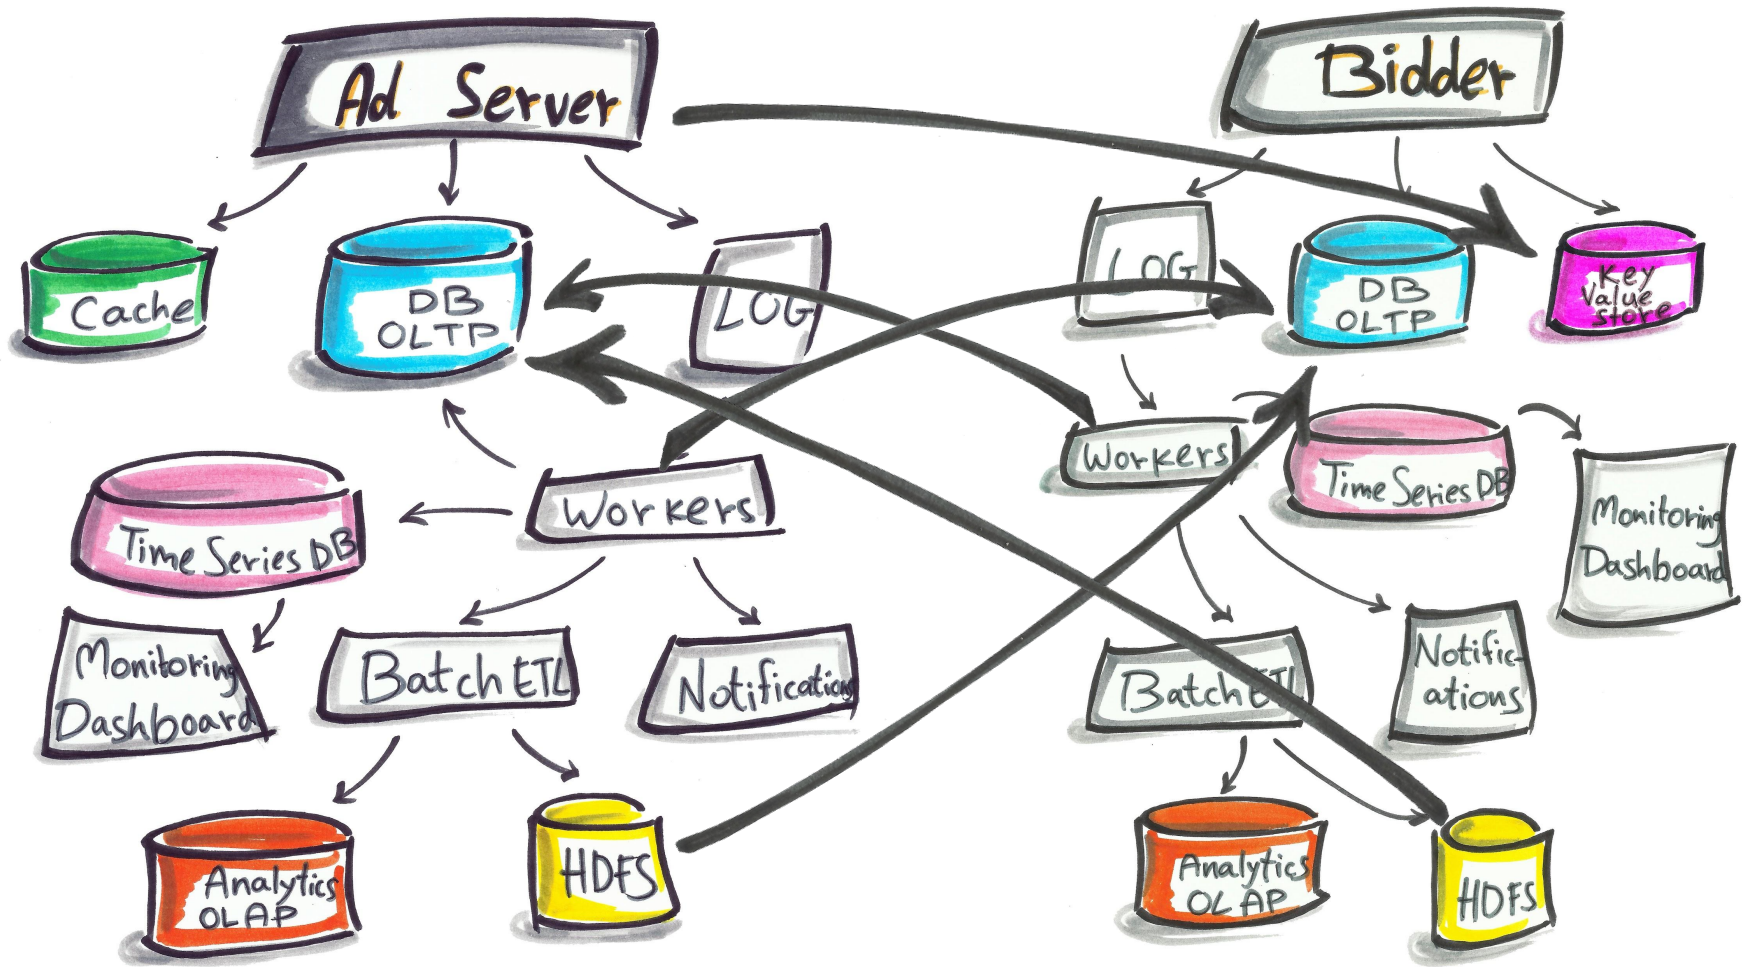 Ad Server
Bidder
Cache
DB
OLTP
LOG
LOG
DB
OLTP
Key
Value
store
Time Series DB
Workers
Workers
Time Series DB
Monitoring
Dashboard
Monitoring
Dashboard
Batch ETL
Notifications
Batch ETL
Notific-
ations
Analytics
OLAP
HDFS
Analytics
OLAP
HDFS